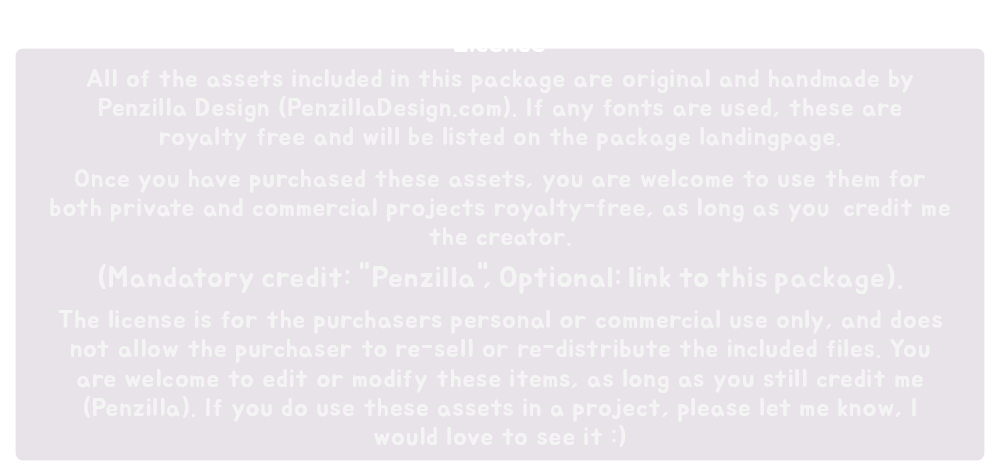 License
All of the assets included in this package are original and handmade by
Penzilla Design (PenzillaDesign.com). If any fonts are used, these are
royalty free and will be listed on the package landingpage.
Once you have purchased these assets, you are welcome to use them for
both private and commercial projects royalty-free, as long as you credit me
the creator.
(Mandatory credit: "Penzilla", Optional: link to this package).
The license is for the purchasers personal or commercial use only, and does
not allow the purchaser to re-sell or re-distribute the included files. You
are welcome to edit or modify these items, as long as you still credit me
(Penzilla). If you do use these assets in a project, please let me know, I
would love to see it :)